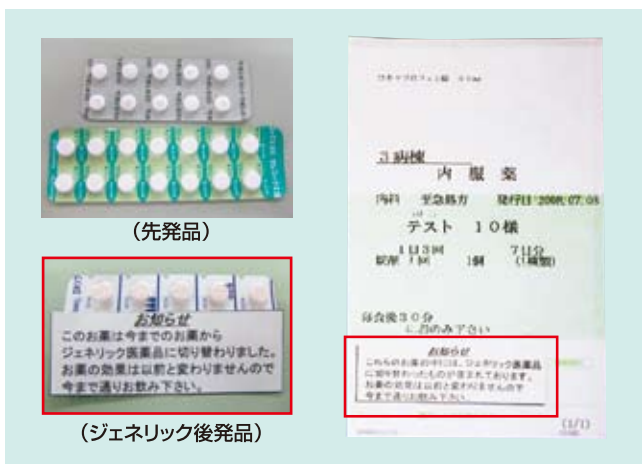 (先発品)
お知らせ
このお薬は今までのお薬から
ジェネリック医薬品に切り替わりました。
お薬の効果は以前と変わりませんので
今まで通りお飲み下さい。
(ジェネリック後発品)
3病棟
内服薬
内科 至急処方 発行日 2008.07.08
テスト 10様
1日3回 7日分
1回 1個 (1種類)
毎食後30分
にお飲み下さい
お知らせ
こちらのお薬の中には、ジェネリック医薬品
に切り替わったものが含まれております。
お薬の効果は以前と変わりませんので
今まで通りお飲み下さい。
(1/1)